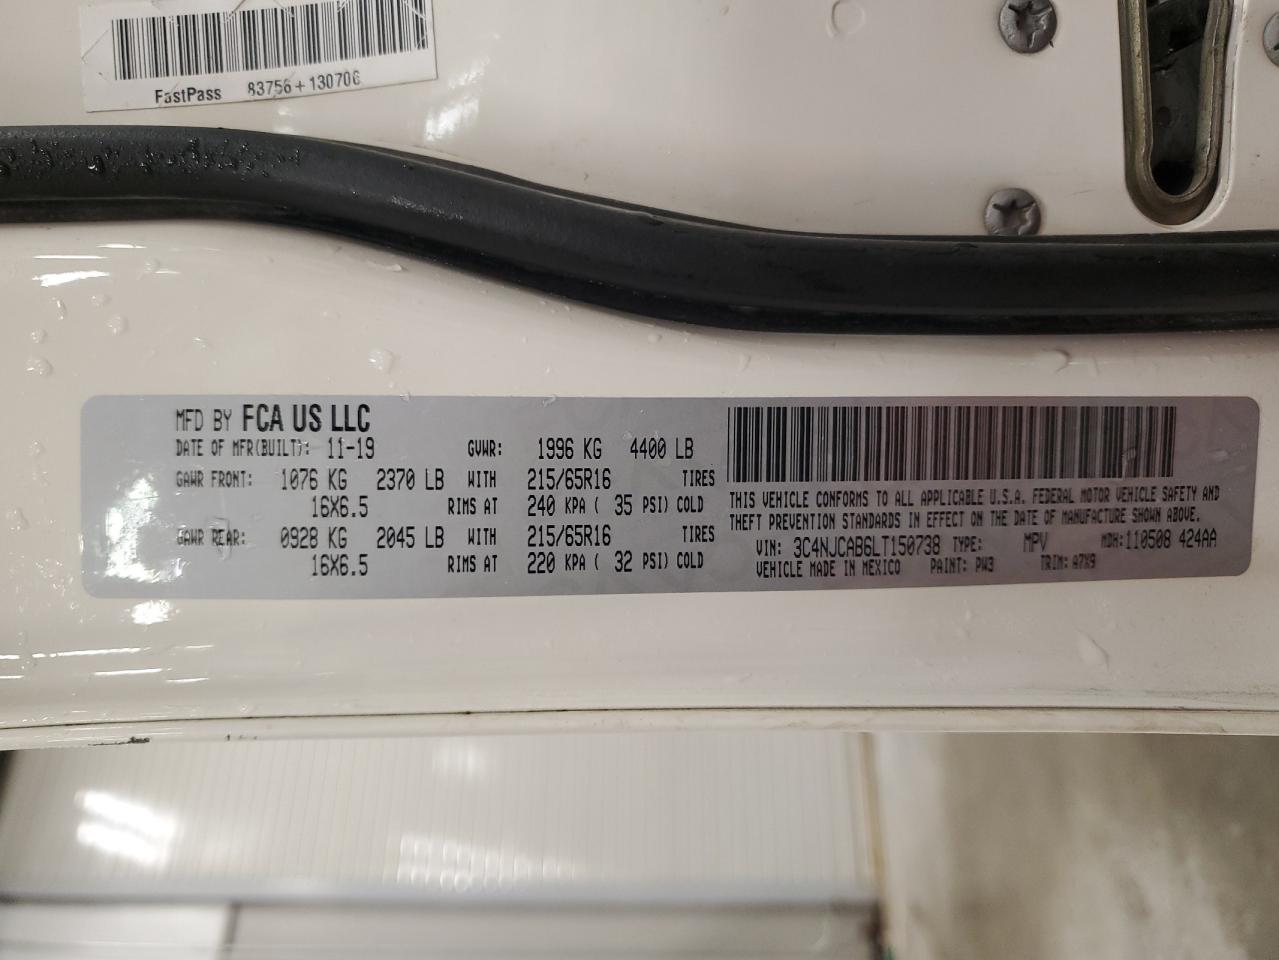 FastPass 83756+130706
MFD BY FCA US LLC
DATE OF MFR(BUILT): 11-19 GVWR: 1996 KG 4400 LB
GAWR FRONT: 1076 KG 2370 LB WITH 215/65R16 TIRES
16X6.5 RIMS AT 240 KPA ( 35 PSI) COLD
GAWR REAR: 0928 KG 2045 LB WITH 215/65R16 TIRES
16X6.5 RIMS AT 220 KPA ( 32 PSI) COLD
THIS VEHICLE CONFORMS TO ALL APPLICABLE U.S.A. FEDERAL MOTOR VEHICLE SAFETY AND
THEFT PREVENTION STANDARDS IN EFFECT ON THE DATE OF MANUFACTURE SHOWN ABOVE.
VIN: 3C4NJCAB6LT150738 TYPE: MPV MDH: 110508 424AA
VEHICLE MADE IN MEXICO PAINT: PW3 TRIM: A7X9